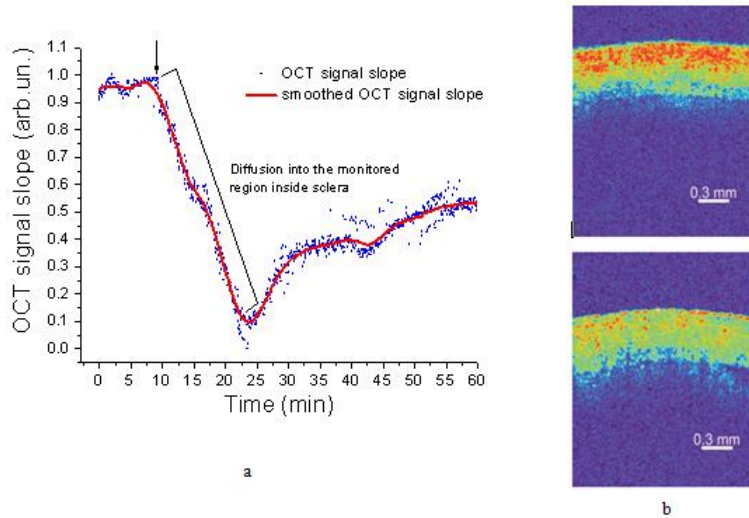 1.1
1.0
0.9
0.8
0.7
0.6
0.5
0.4
0.3
0.2
0.1
0.0
OCT signal slope (arb.un.)
OCT signal slope
smoothed OCT signal slope
Diffusion into the monitored
region inside sclera
0 5 10 15 20 25 30 35 40 45 50 55 60
Time (min)
a
0.3 mm
0.3 mm
b